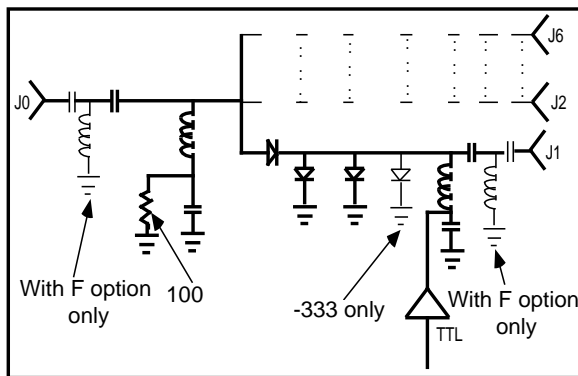 J6
J0
J2
J1
With F option
only
100
-333 only
With F option
only
TTL